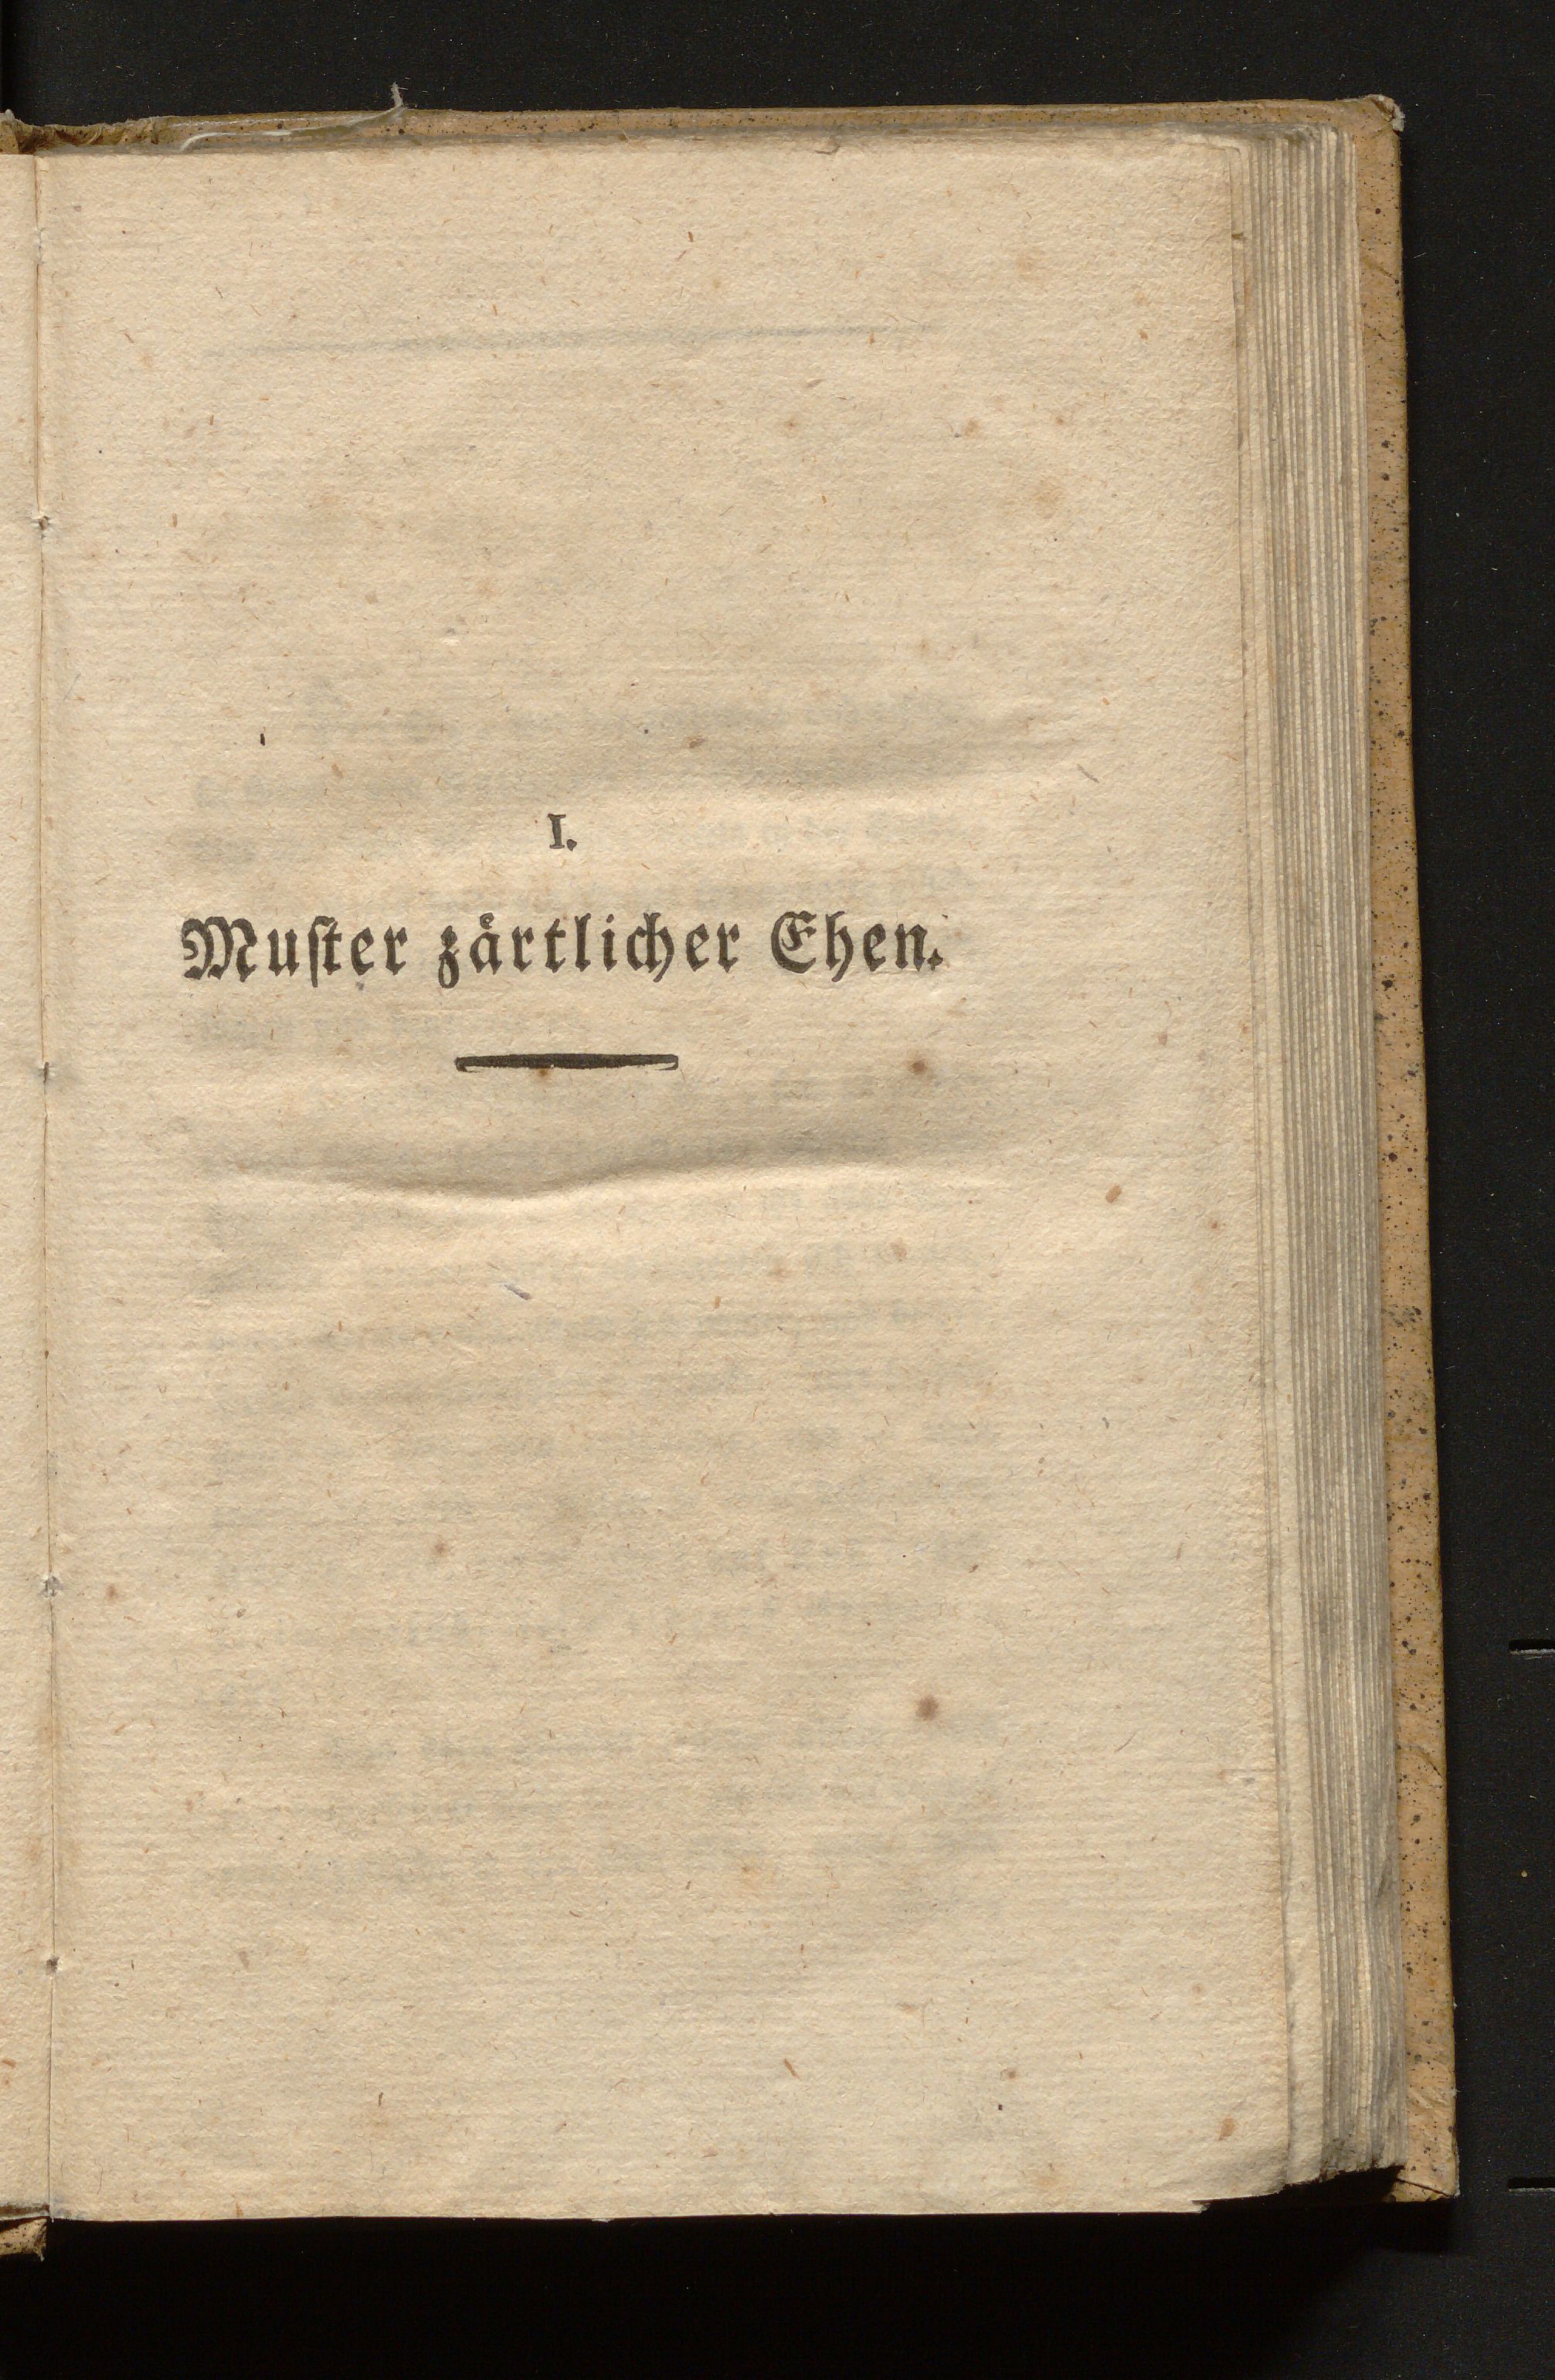 I.
Muſter zärtlicher Ehen.